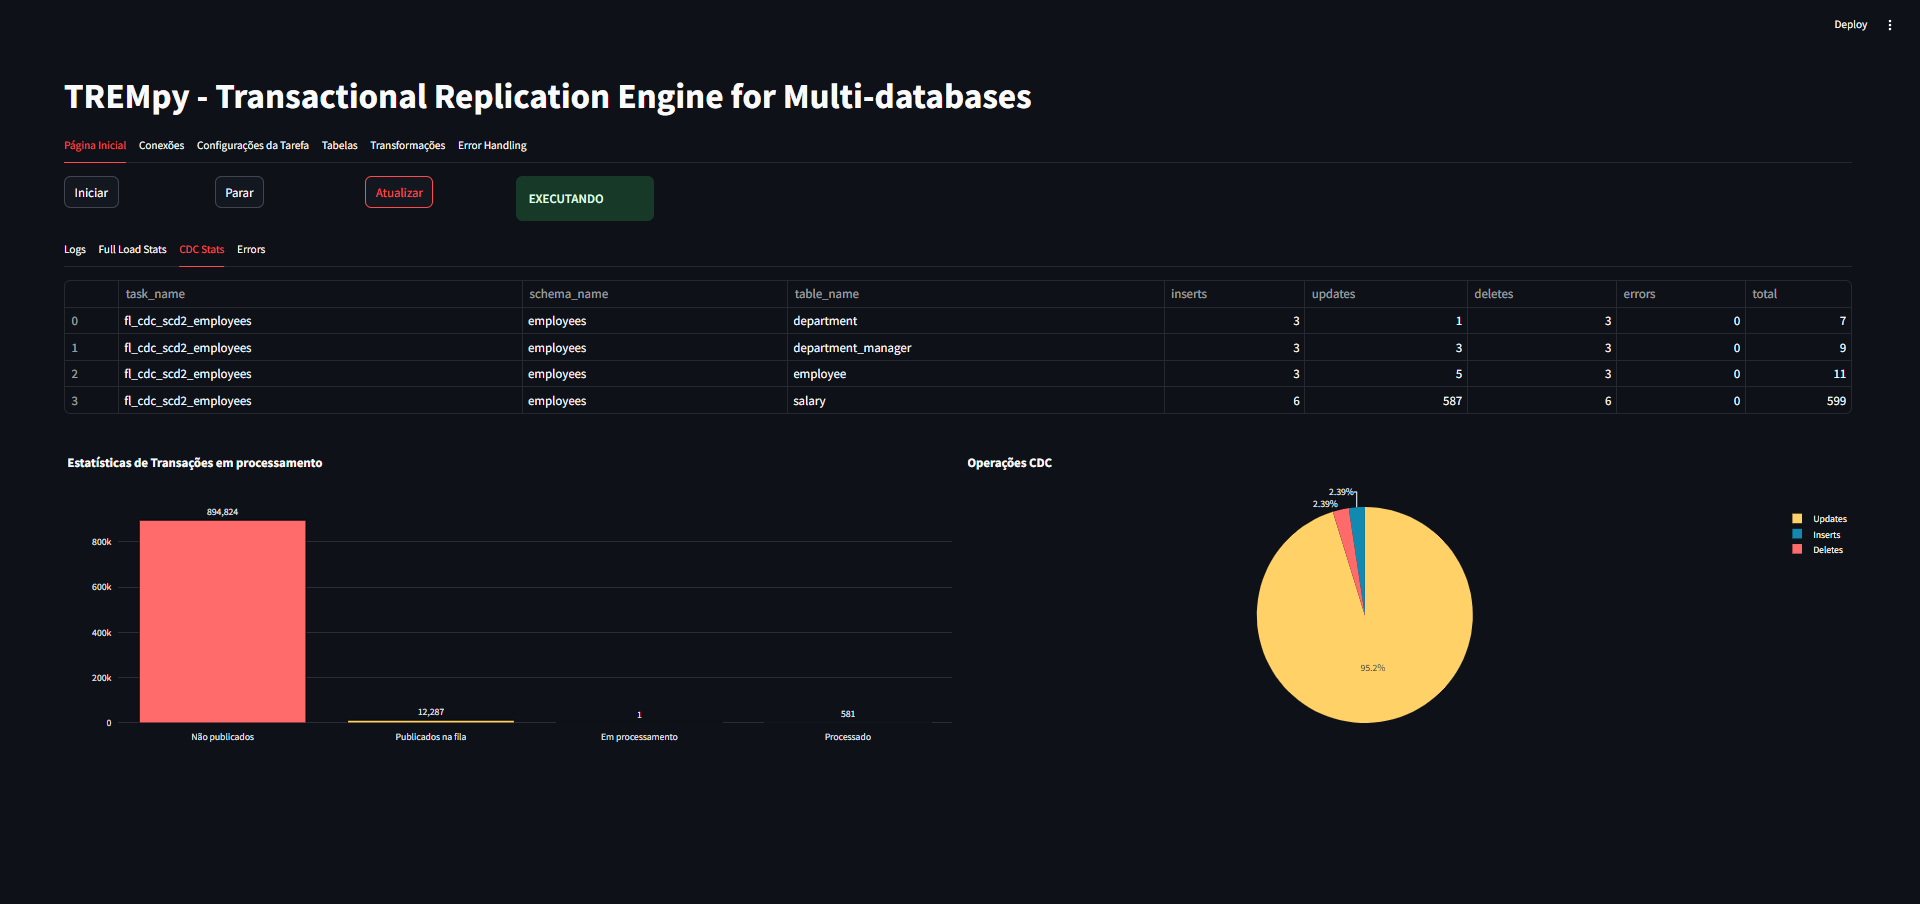 Deploy
TREMpy - Transactional Replication Engine for Multi-databases
Página Inicial Conexões Configurações da Tarefa Tabelas Transformações Error Handling
Iniciar Parar Atualizar EXECUTANDO
Logs Full Load Stats CDC Stats Errors
task_name schema_name table_name inserts updates deletes errors total
0 fl_cdc_scd2_employees employees department 3 1 3 0 7
1 fl_cdc_scd2_employees employees department_manager 3 3 3 0 9
2 fl_cdc_scd2_employees employees employee 3 5 3 0 11
3 fl_cdc_scd2_employees employees salary 6 587 6 0 599
Estatísticas de Transações em processamento
894,824
800k
600k
400k
200k
0
12,287
1
581
Não publicados Publicados na fila Em processamento Processado
Operações CDC
2.39%
2.39%
95.2%
Updates
Inserts
Deletes